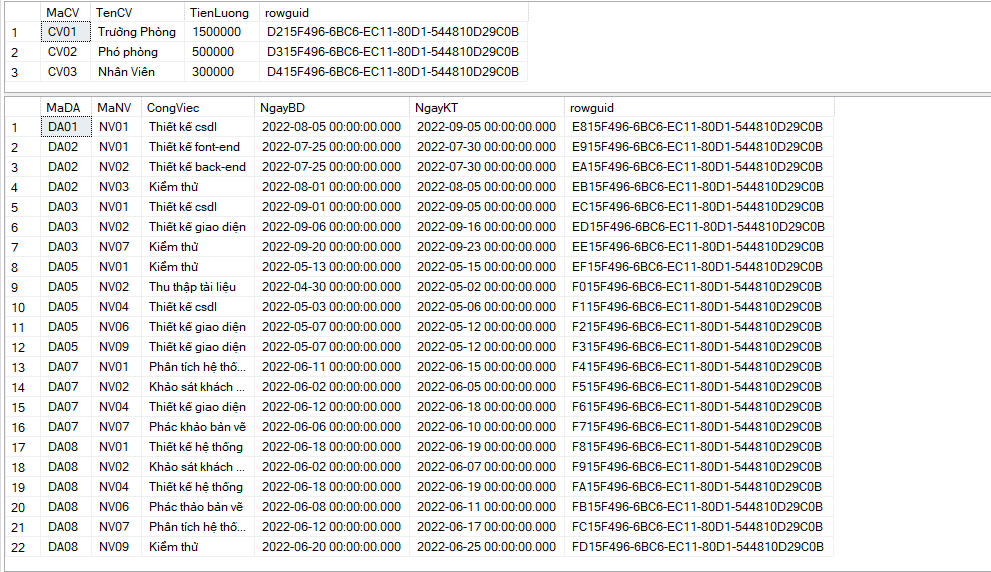 MaCV TenCV TienLuong rowguid
1 CV01 Trưởng Phòng 1500000 D215F496-6BC6-EC11-80D1-544810D29C0B
2 CV02 Phó phòng 500000 D315F496-6BC6-EC11-80D1-544810D29C0B
3 CV03 Nhân Viên 300000 D415F496-6BC6-EC11-80D1-544810D29C0B
MaDA MaNV CongViec NgayBD NgayKT rowguid
1 DA01 NV01 Thiết kế csdl 2022-08-05 00:00:00.000 2022-09-05 00:00:00.000 E815F496-6BC6-EC11-80D1-544810D29C0B
2 DA02 NV01 Thiết kế font-end 2022-07-25 00:00:00.000 2022-07-30 00:00:00.000 E915F496-6BC6-EC11-80D1-544810D29C0B
3 DA02 NV02 Thiết kế back-end 2022-07-25 00:00:00.000 2022-07-30 00:00:00.000 EA15F496-6BC6-EC11-80D1-544810D29C0B
4 DA02 NV03 Kiểm thử 2022-08-01 00:00:00.000 2022-08-05 00:00:00.000 EB15F496-6BC6-EC11-80D1-544810D29C0B
5 DA03 NV01 Thiết kế csdl 2022-09-01 00:00:00.000 2022-09-05 00:00:00.000 EC15F496-6BC6-EC11-80D1-544810D29C0B
6 DA03 NV02 Thiết kế giao diện 2022-09-06 00:00:00.000 2022-09-16 00:00:00.000 ED15F496-6BC6-EC11-80D1-544810D29C0B
7 DA03 NV07 Kiểm thử 2022-09-20 00:00:00.000 2022-09-23 00:00:00.000 EE15F496-6BC6-EC11-80D1-544810D29C0B
8 DA05 NV01 Kiểm thử 2022-05-13 00:00:00.000 2022-05-15 00:00:00.000 EF15F496-6BC6-EC11-80D1-544810D29C0B
9 DA05 NV02 Thu thập tài liệu 2022-04-30 00:00:00.000 2022-05-02 00:00:00.000 F015F496-6BC6-EC11-80D1-544810D29C0B
10 DA05 NV04 Thiết kế csdl 2022-05-03 00:00:00.000 2022-05-06 00:00:00.000 F115F496-6BC6-EC11-80D1-544810D29C0B
11 DA05 NV06 Thiết kế giao diện 2022-05-07 00:00:00.000 2022-05-12 00:00:00.000 F215F496-6BC6-EC11-80D1-544810D29C0B
12 DA05 NV09 Thiết kế giao diện 2022-05-07 00:00:00.000 2022-05-12 00:00:00.000 F315F496-6BC6-EC11-80D1-544810D29C0B
13 DA07 NV01 Phân tích hệ thố... 2022-06-11 00:00:00.000 2022-06-15 00:00:00.000 F415F496-6BC6-EC11-80D1-544810D29C0B
14 DA07 NV02 Khảo sát khách ... 2022-06-02 00:00:00.000 2022-06-05 00:00:00.000 F515F496-6BC6-EC11-80D1-544810D29C0B
15 DA07 NV04 Thiết kế giao diện 2022-06-12 00:00:00.000 2022-06-18 00:00:00.000 F615F496-6BC6-EC11-80D1-544810D29C0B
16 DA07 NV07 Phác khảo bản vẽ 2022-06-06 00:00:00.000 2022-06-10 00:00:00.000 F715F496-6BC6-EC11-80D1-544810D29C0B
17 DA08 NV01 Thiết kế hệ thống 2022-06-18 00:00:00.000 2022-06-19 00:00:00.000 F815F496-6BC6-EC11-80D1-544810D29C0B
18 DA08 NV02 Khảo sát khách ... 2022-06-02 00:00:00.000 2022-06-07 00:00:00.000 F915F496-6BC6-EC11-80D1-544810D29C0B
19 DA08 NV04 Thiết kế hệ thống 2022-06-18 00:00:00.000 2022-06-19 00:00:00.000 FA15F496-6BC6-EC11-80D1-544810D29C0B
20 DA08 NV06 Phác thảo bản vẽ 2022-06-08 00:00:00.000 2022-06-11 00:00:00.000 FB15F496-6BC6-EC11-80D1-544810D29C0B
21 DA08 NV07 Phân tích hệ thố... 2022-06-12 00:00:00.000 2022-06-17 00:00:00.000 FC15F496-6BC6-EC11-80D1-544810D29C0B
22 DA08 NV09 Kiểm thử 2022-06-20 00:00:00.000 2022-06-25 00:00:00.000 FD15F496-6BC6-EC11-80D1-544810D29C0B